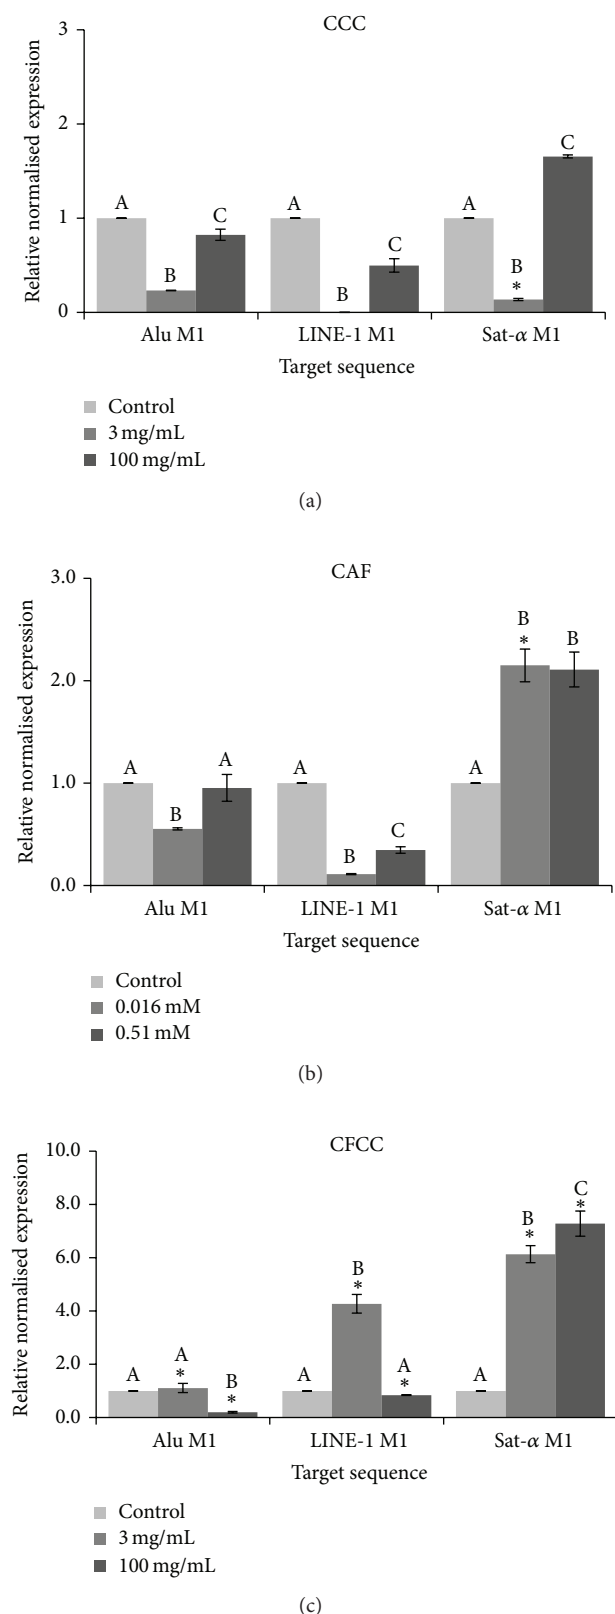 CCC
Relative normalised expression
3
2
1
0
A
B
C
A
B
C
A
B
*
C
Alu M1
LINE-1 M1
Sat-α M1
Target sequence
Control
3 mg/mL
100 mg/mL
(a)
CAF
Relative normalised expression
3.0
2.0
1.0
0.0
A
B
A
A
B
C
A
B
*
B
Alu M1
LINE-1 M1
Sat-α M1
Target sequence
Control
0.016 mM
0.51 mM
(b)
CFCC
Relative normalised expression
10.0
8.0
6.0
4.0
2.0
0.0
A
A
*
B
*
A
B
*
A
*
A
B
*
C
*
Alu M1
LINE-1 M1
Sat-α M1
Target sequence
Control
3 mg/mL
100 mg/mL
(c)